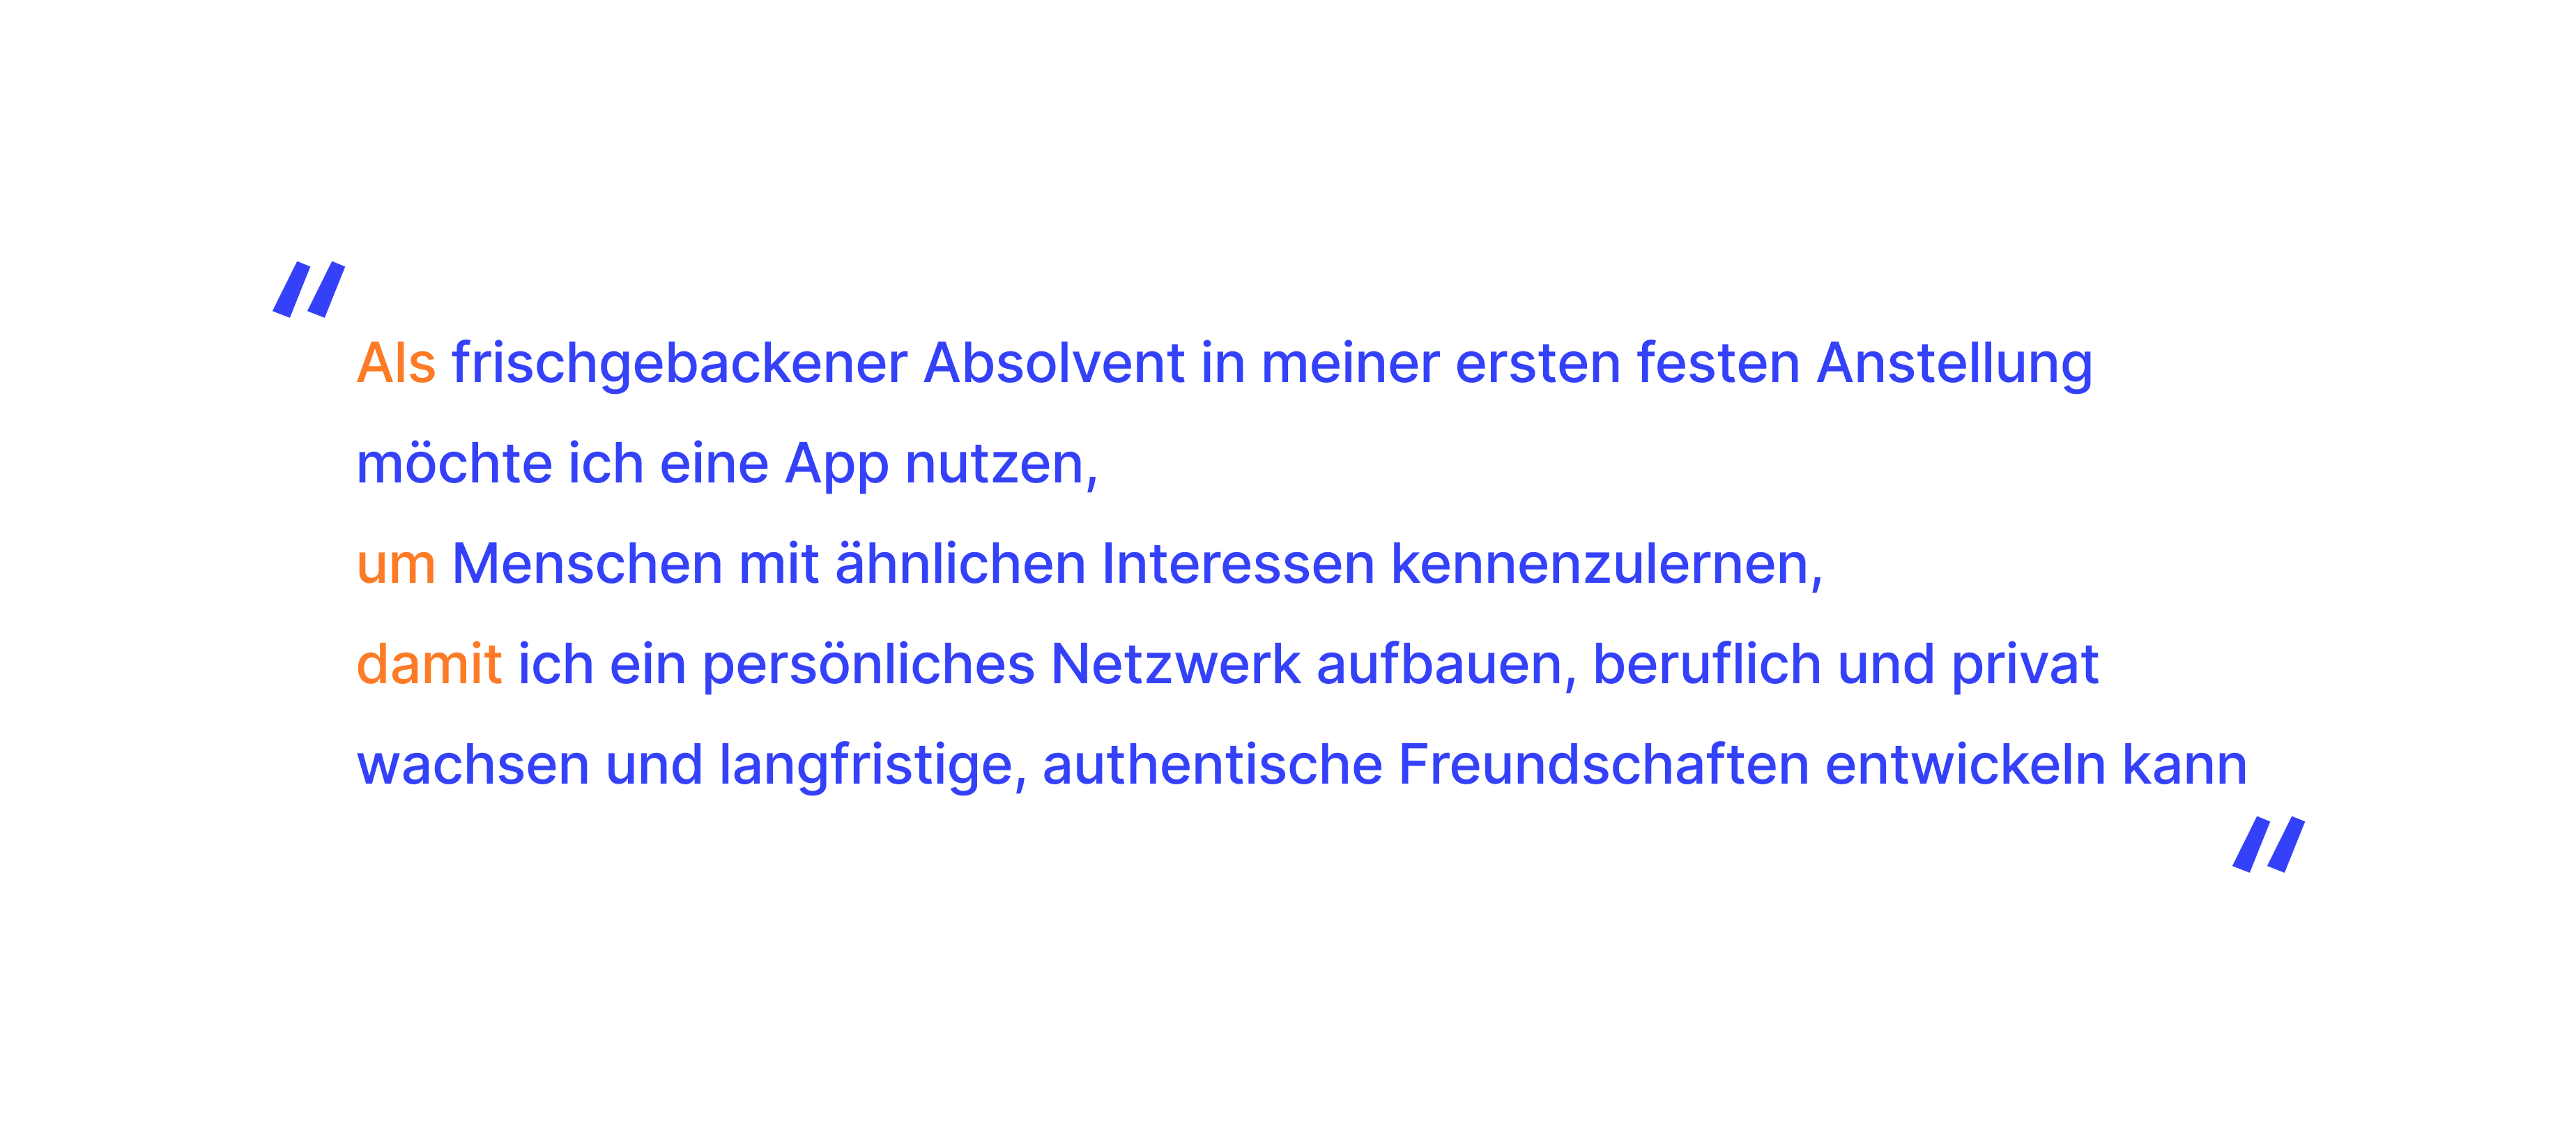 "
Als frischgebackener Absolvent in meiner ersten festen Anstellung
möchte ich eine App nutzen,
um Menschen mit ähnlichen Interessen kennenzulernen,
damit ich ein persönliches Netzwerk aufbauen, beruflich und privat
wachsen und langfristige, authentische Freundschaften entwickeln kann
"